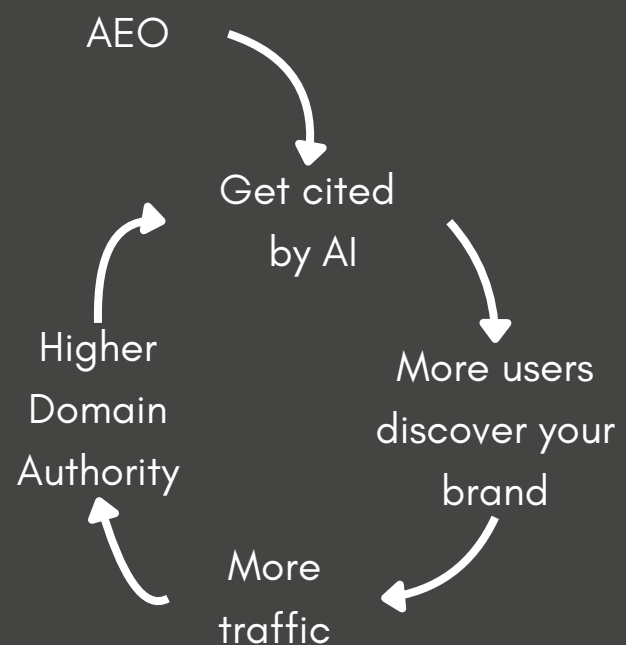 AEO
Get cited
by AI
More users
discover your
brand
More
traffic
Higher
Domain
Authority